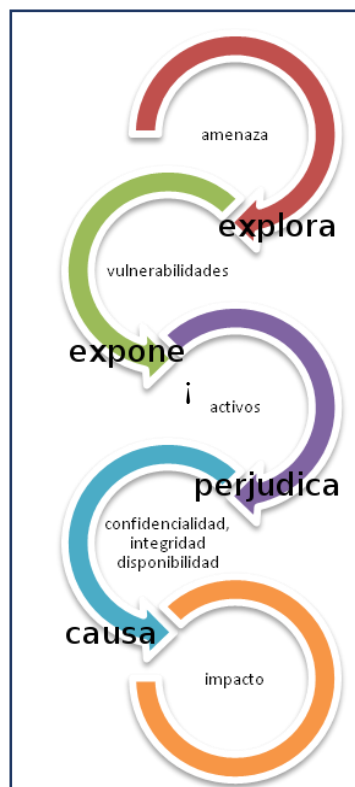 amenaza
explora
vulnerabilidades
expone
¡
activos
perjudica
confidencialidad,
integridad
disponibilidad
causa
impacto